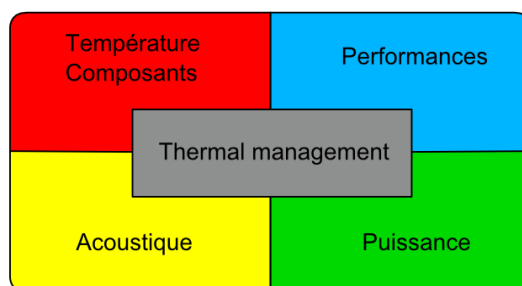 Température
Composants
Performances
Thermal management
Acoustique
Puissance